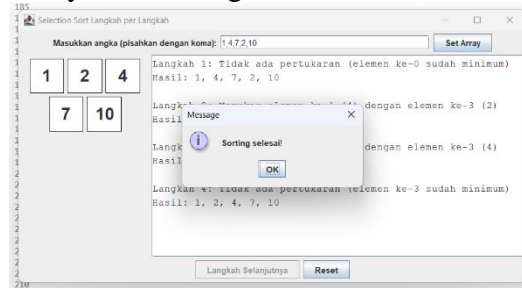 185
Selection Sort Langkah per Langkah
Masukkan angka (pisahkan dengan koma): 1,4,7,2,10 Set Array
1 2 4
7 10
Langkah 1: Tidak ada pertukaran (elemen ke-0 sudah minimum)
Hasil: 1, 4, 7, 2, 10
dengan elemen ke-3 (2)
Hasil
Message
Sorting selesai!
OK
dengan elemen ke-3 (4)
Hasil
Langkah 4: Tidak ada pertukaran (elemen ke-3 sudah minimum)
Hasil: 1, 2, 4, 7, 10
Langkah Selanjutnya Reset
210